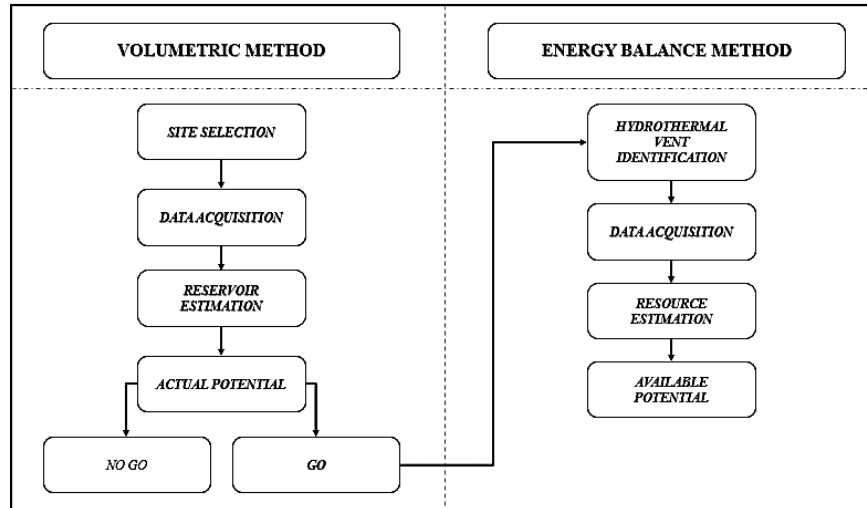 VOLUMETRIC METHOD
SITE SELECTION
DATA ACQUISITION
RESERVOIR
ESTIMATION
ACTUAL POTENTIAL
NO GO
GO
ENERGY BALANCE METHOD
HYDROTHERMAL
VENT
IDENTIFICATION
DATA ACQUISITION
RESOURCE
ESTIMATION
AVAILABLE
POTENTIAL